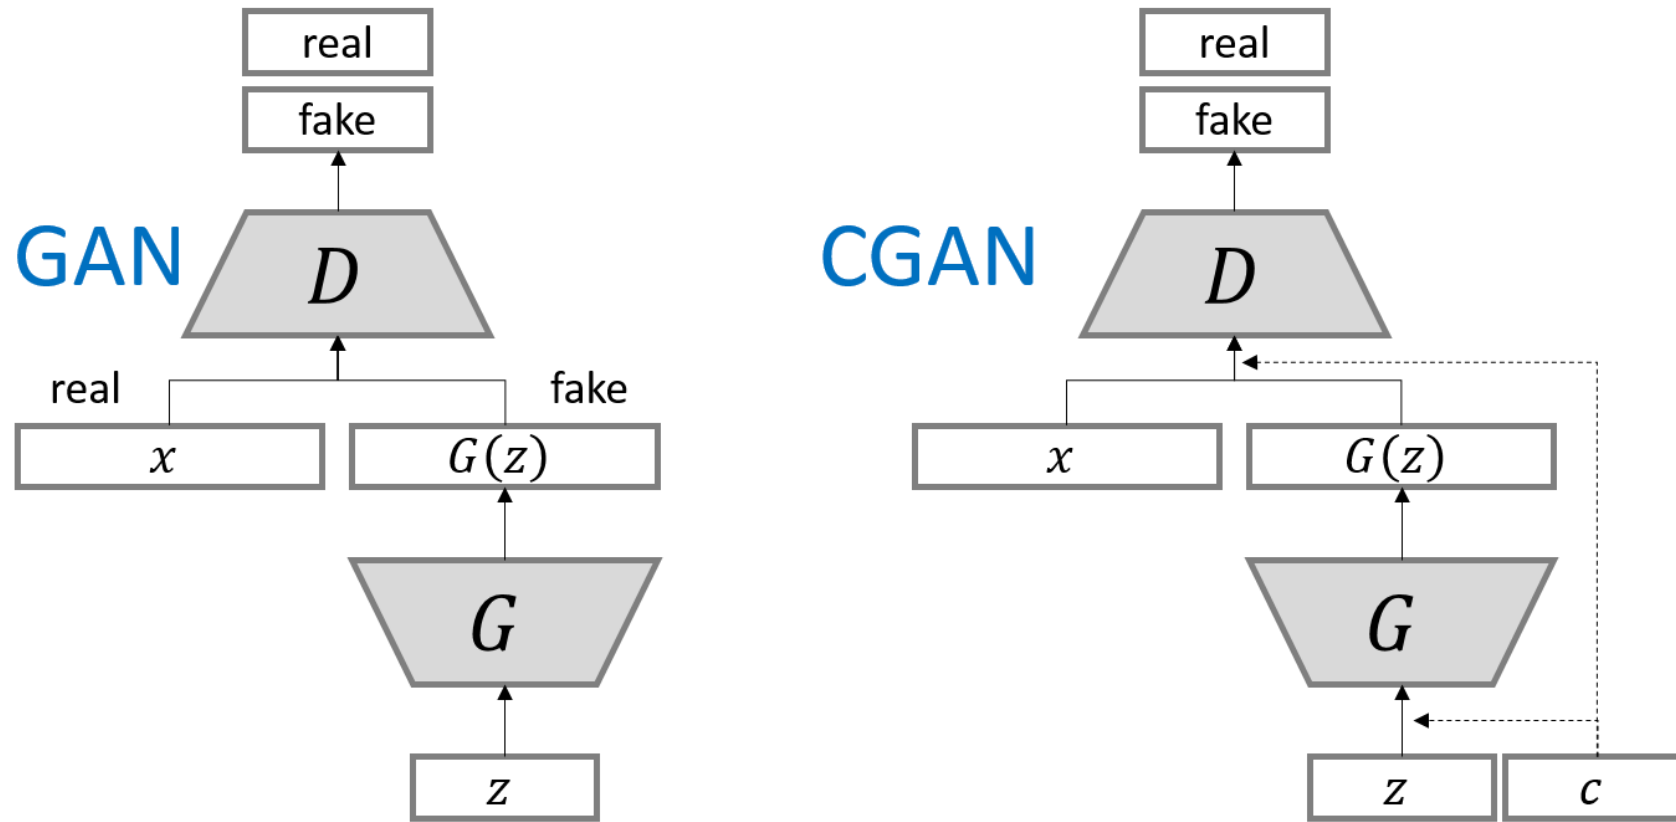 real
fake
GAN
D
real
fake
x
G(z)
G
z
real
fake
CGAN
D
x
G(z)
G
z
c